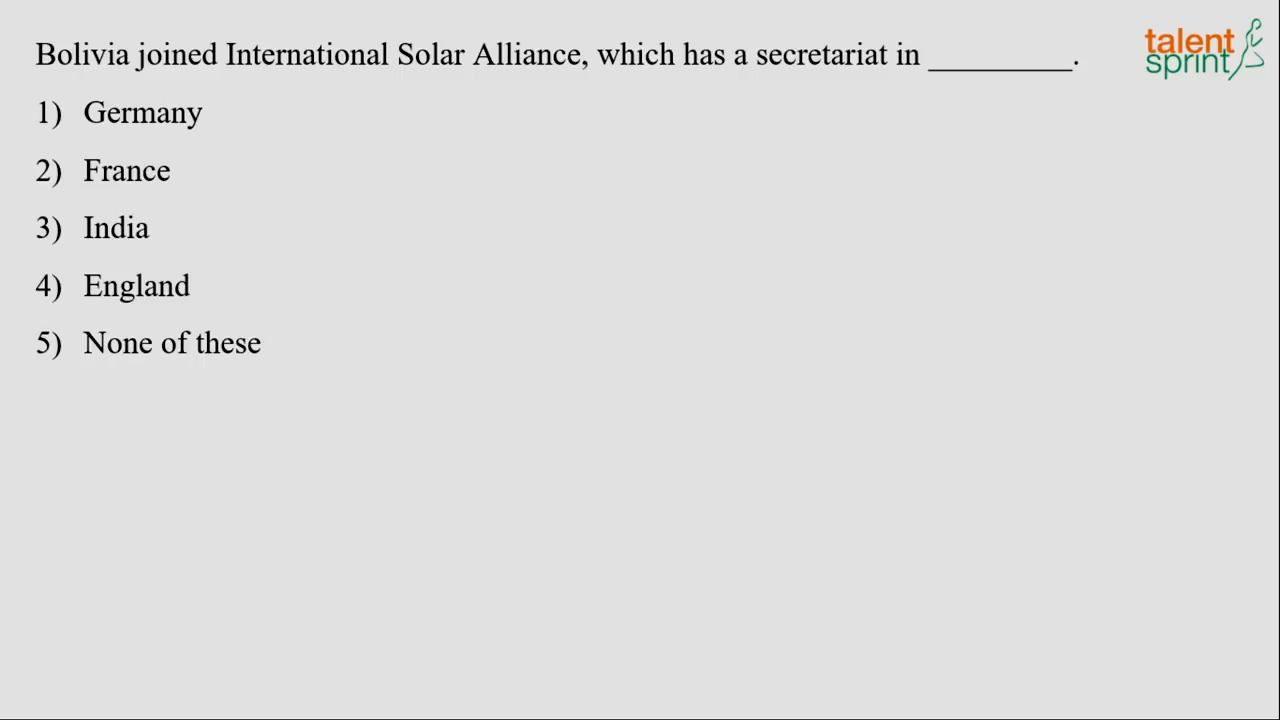 Bolivia joined International Solar Alliance, which has a secretariat in _________.
talent
sprint
1) Germany
2) France
3) India
4) England
5) None of these